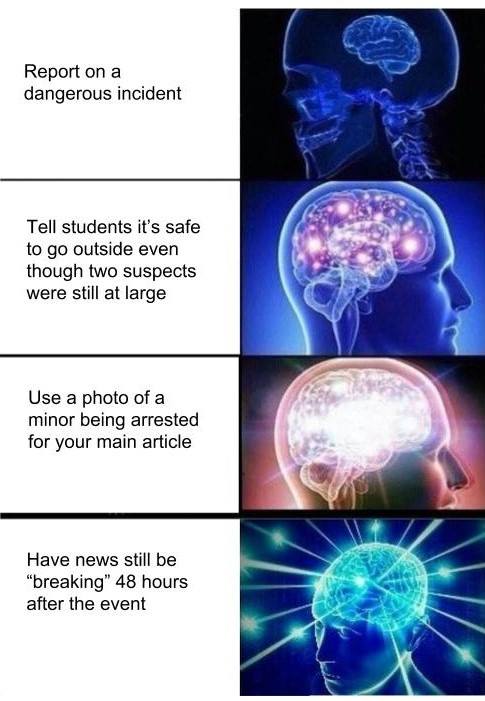 Report on a
dangerous incident
Tell students it’s safe
to go outside even
though two suspects
were still at large
Use a photo of a
minor being arrested
for your main article
Have news still be
“breaking” 48 hours
after the event